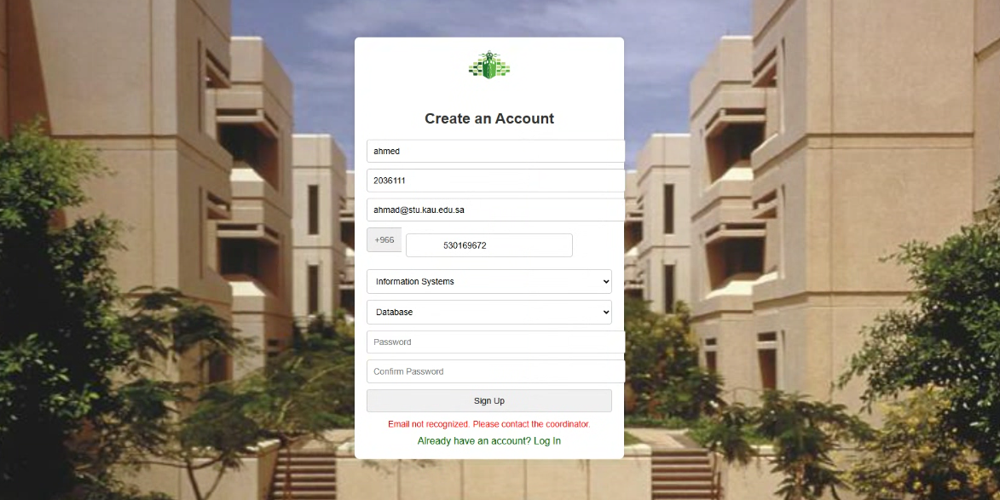 Create an Account
ahmed
2036111
ahmad@stu.kau.edu.sa
+966 530169672
Information Systems
Database
Password
Confirm Password
Sign Up
Email not recognized. Please contact the coordinator.
Already have an account? Log In